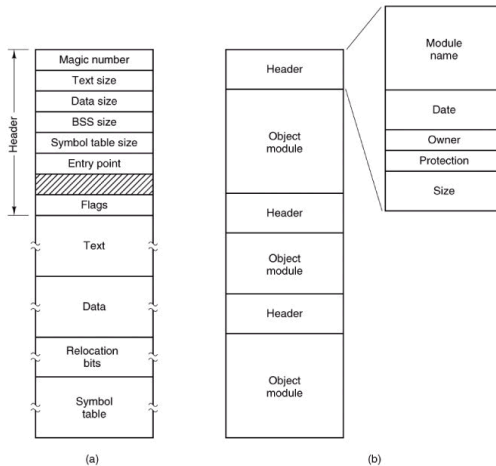 Header
Magic number
Text size
Data size
BSS size
Symbol table size
Entry point
Flags
Text
Data
Relocation
bits
Symbol
table
(a)
Header
Object
module
Header
Object
module
Header
Object
module
(b)
Module
name
Date
Owner
Protection
Size